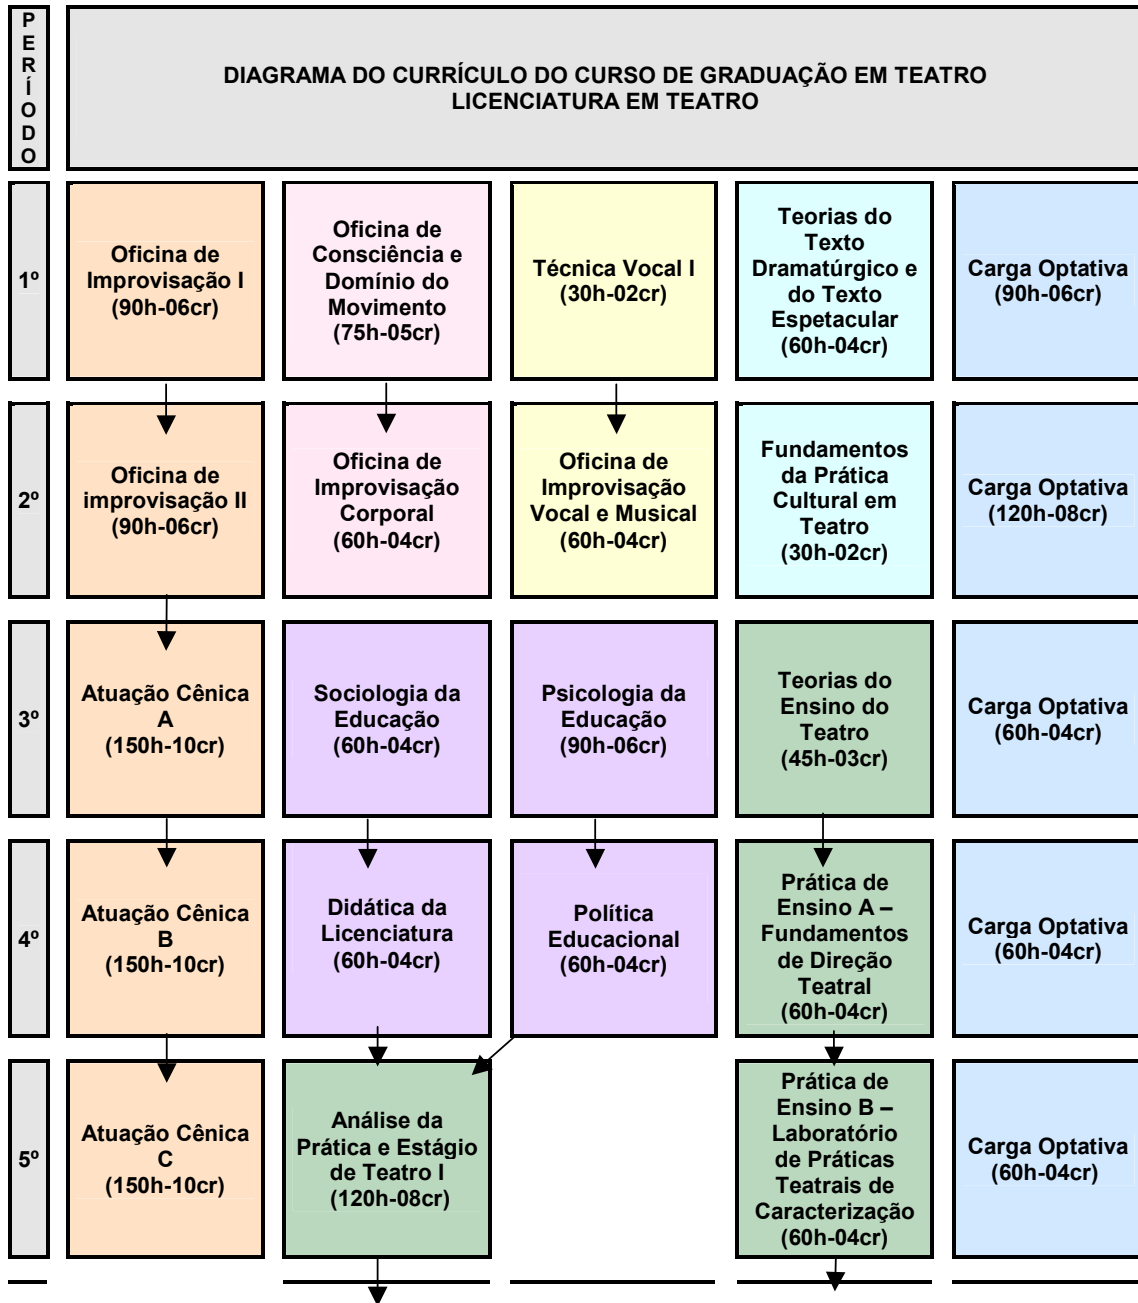 P
E
R
Í
O
D
O
DIAGRAMA DO CURRÍCULO DO CURSO DE GRADUAÇÃO EM TEATRO
LICENCIATURA EM TEATRO
1º
Oficina de
Improvisação I
(90h-06cr)
Oficina de
Consciência e
Domínio do
Movimento
(75h-05cr)
Técnica Vocal I
(30h-02cr)
Teorias do
Texto
Dramatúrgico e
do Texto
Espetacular
(60h-04cr)
Carga Optativa
(90h-06cr)
2º
Oficina de
improvisação II
(90h-06cr)
Oficina de
Improvisação
Corporal
(60h-04cr)
Oficina de
Improvisação
Vocal e Musical
(60h-04cr)
Fundamentos
da Prática
Cultural em
Teatro
(30h-02cr)
Carga Optativa
(120h-08cr)
3º
Atuação Cênica
A
(150h-10cr)
Sociologia da
Educação
(60h-04cr)
Psicologia da
Educação
(90h-06cr)
Teorias do
Ensino do
Teatro
(45h-03cr)
Carga Optativa
(60h-04cr)
4º
Atuação Cênica
B
(150h-10cr)
Didática da
Licenciatura
(60h-04cr)
Política
Educacional
(60h-04cr)
Prática de
Ensino A –
Fundamentos
de Direção
Teatral
(60h-04cr)
Carga Optativa
(60h-04cr)
5º
Atuação Cênica
C
(150h-10cr)
Análise da
Prática e Estágio
de Teatro I
(120h-08cr)
Prática de
Ensino B –
Laboratório
de Práticas
Teatrais de
Caracterização
(60h-04cr)
Carga Optativa
(60h-04cr)